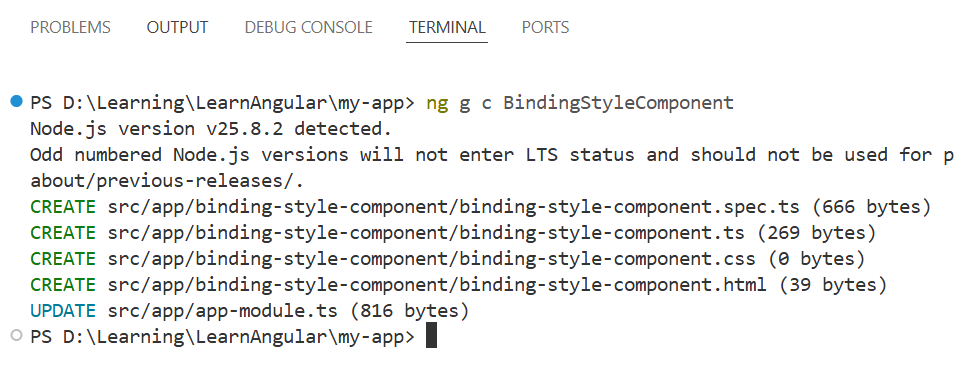 PROBLEMS OUTPUT DEBUG CONSOLE TERMINAL PORTS
PS D:\Learning\LearnAngular\my-app> ng g c BindingStyleComponent
Node.js version v25.8.2 detected.
Odd numbered Node.js versions will not enter LTS status and should not be used for p
about/previous-releases/.
CREATE src/app/binding-style-component/binding-style-component.spec.ts (666 bytes)
CREATE src/app/binding-style-component/binding-style-component.ts (269 bytes)
CREATE src/app/binding-style-component/binding-style-component.css (0 bytes)
CREATE src/app/binding-style-component/binding-style-component.html (39 bytes)
UPDATE src/app/app-module.ts (816 bytes)
PS D:\Learning\LearnAngular\my-app>